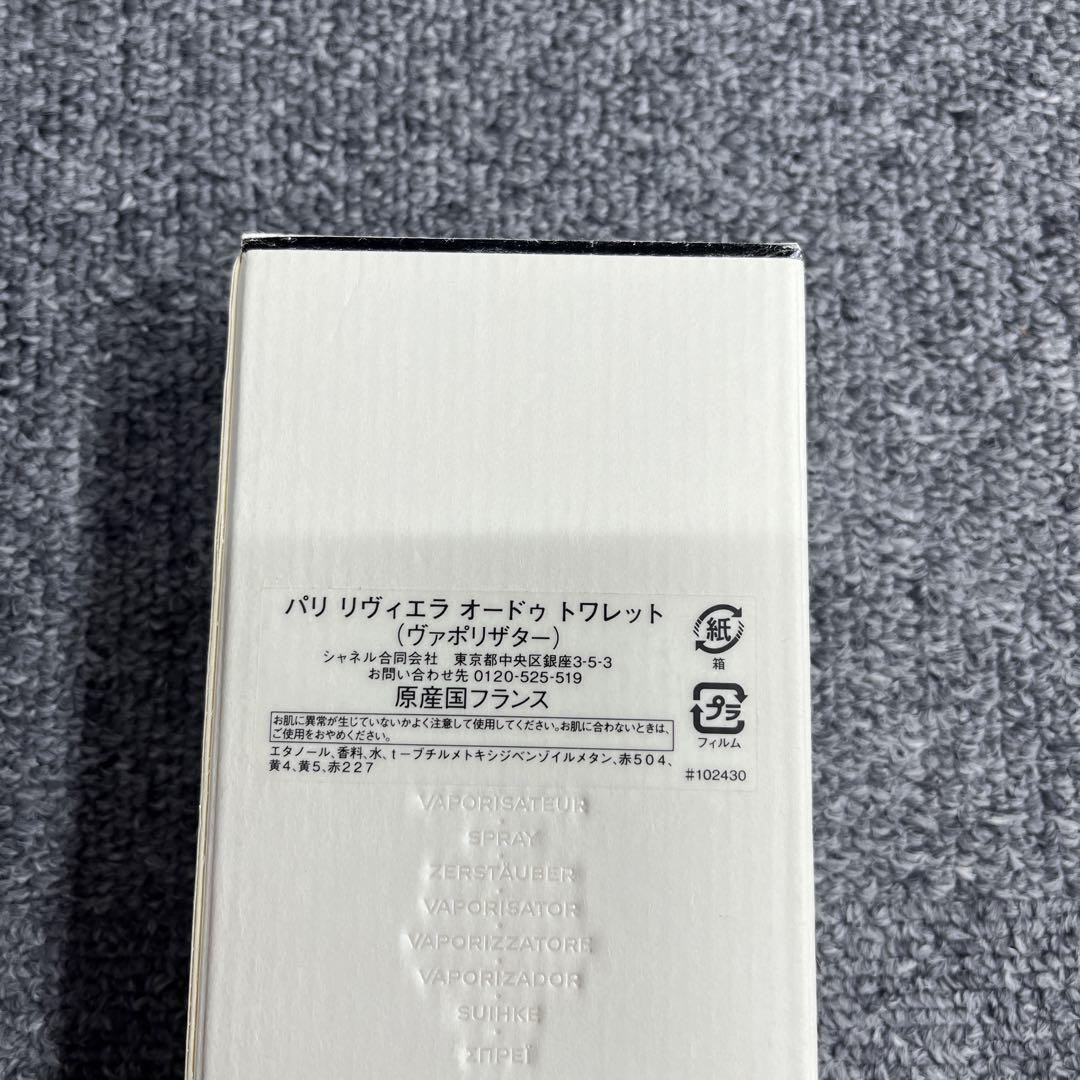 パリ リヴィエラ オードゥ トワレット
（ヴァポリザター）
シャネル合同会社　東京都中央区銀座3-5-3
お問い合わせ先 0120-525-519
原産国フランス
お肌に異常が生じていないかよく注意して使用してください。お肌に合わないときは、
ご使用をおやめください。
エタノール、香料、水、t－ブチルメトキシジベンゾイルメタン、赤504、
黄4、黄5、赤227
紙
箱
プラ
フィルム
#102430
VAPORISATEUR
SPRAY
ZERSTÄUBER
VAPORISATOR
VAPORIZZATORE
VAPORIZADOR
SUIHKE
ΣΠΡΕΪ